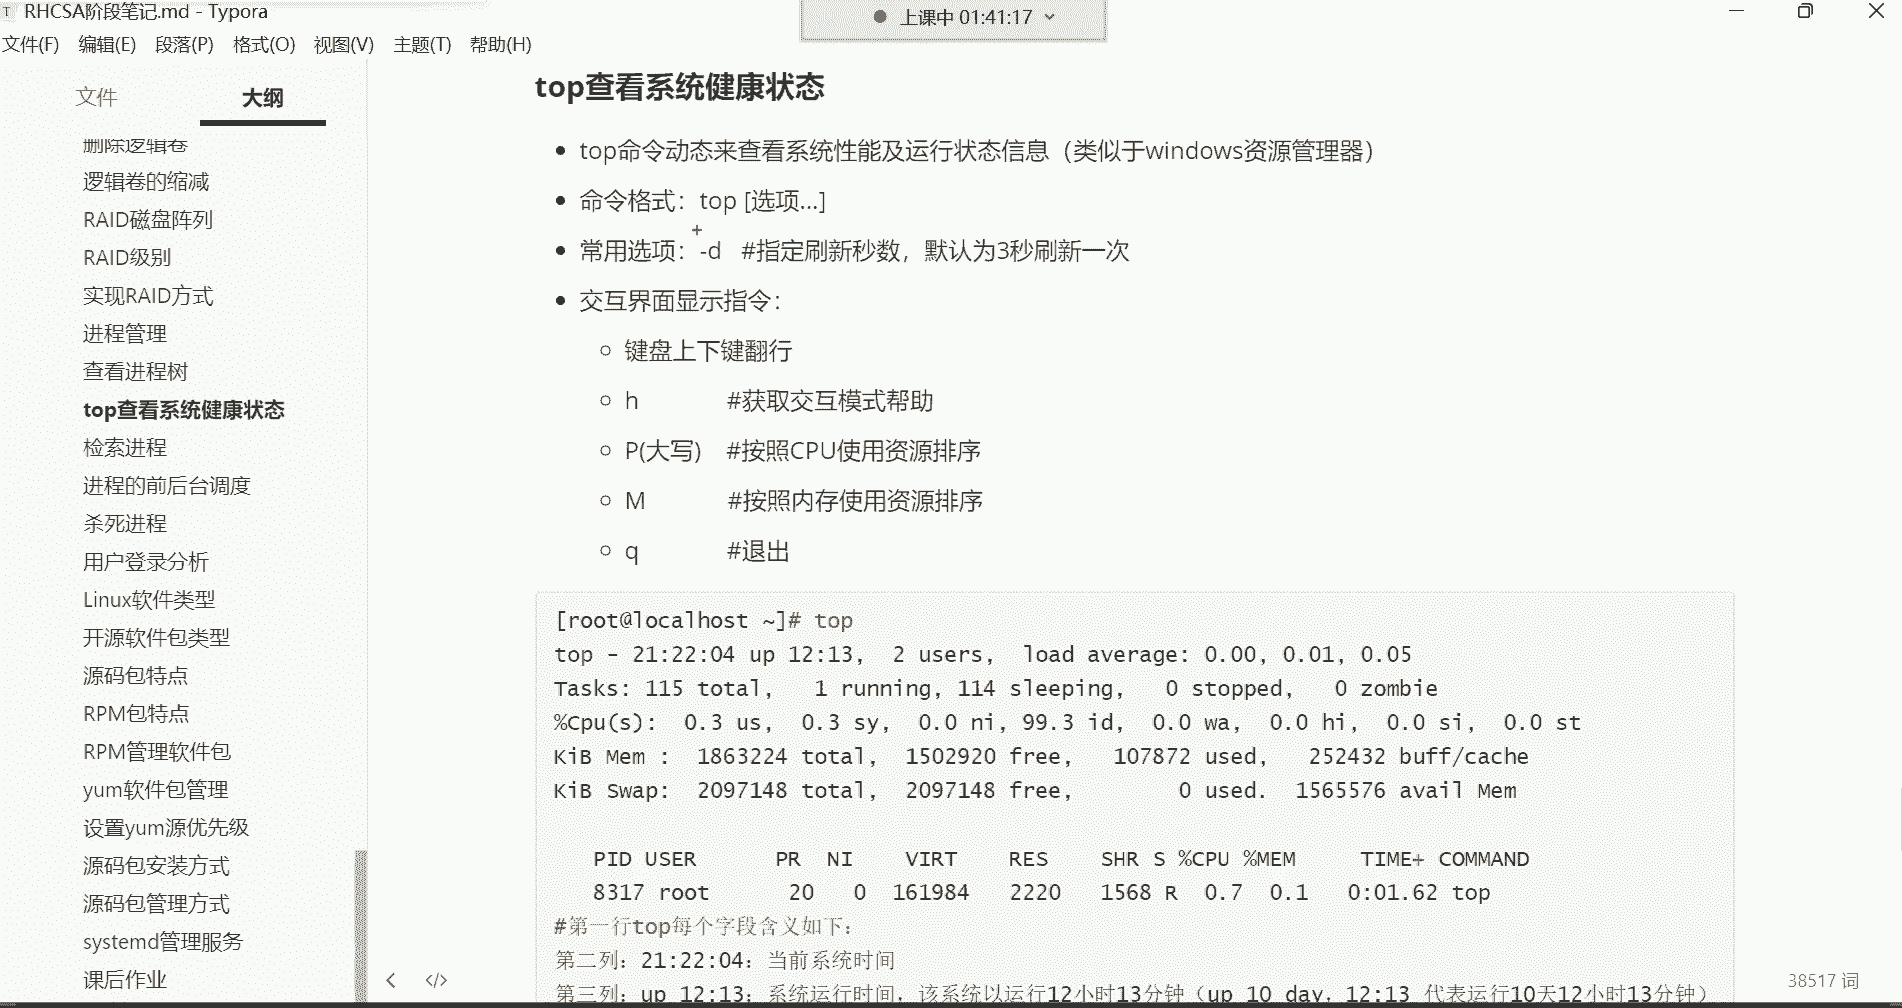 T RHCSA阶段笔记.md - Typora
上课中 01:41:17
文件(F) 编辑(E) 段落(P) 格式(O) 视图(V) 主题(T) 帮助(H)
文件 大纲
删除逻辑卷
逻辑卷的缩减
RAID磁盘阵列
RAID级别
实现RAID方式
进程管理
查看进程树
top查看系统健康状态
检索进程
进程的前后台调度
杀死进程
用户登录分析
Linux软件类型
开源软件包类型
源码包特点
RPM包特点
RPM管理软件包
yum软件包管理
设置yum源优先级
源码包安装方式
源码包管理方式
systemd管理服务
课后作业
top查看系统健康状态
top命令动态来查看系统性能及运行状态信息（类似于windows资源管理器）
命令格式：top [选项...]
常用选项：-d #指定刷新秒数，默认为3秒刷新一次
交互界面显示指令：
键盘上下键翻行
h #获取交互模式帮助
P(大写) #按照CPU使用资源排序
M #按照内存使用资源排序
q #退出
[root@localhost ~]# top
top - 21:22:04 up 12:13, 2 users, load average: 0.00, 0.01, 0.05
Tasks: 115 total, 1 running, 114 sleeping, 0 stopped, 0 zombie
%Cpu(s): 0.3 us, 0.3 sy, 0.0 ni, 99.3 id, 0.0 wa, 0.0 hi, 0.0 si, 0.0 st
KiB Mem : 1863224 total, 1502920 free, 107872 used, 252432 buff/cache
KiB Swap: 2097148 total, 2097148 free, 0 used. 1565576 avail Mem
PID USER PR NI VIRT RES SHR S %CPU %MEM TIME+ COMMAND
8317 root 20 0 161984 2220 1568 R 0.7 0.1 0:01.62 top
#第一行top每个字段含义如下：
第二列：21:22:04：当前系统时间
第三列：up 12:13：系统运行时间，该系统以运行12小时13分钟（up 10 day, 12:13 代表运行10天12小时13分钟）
38517 词